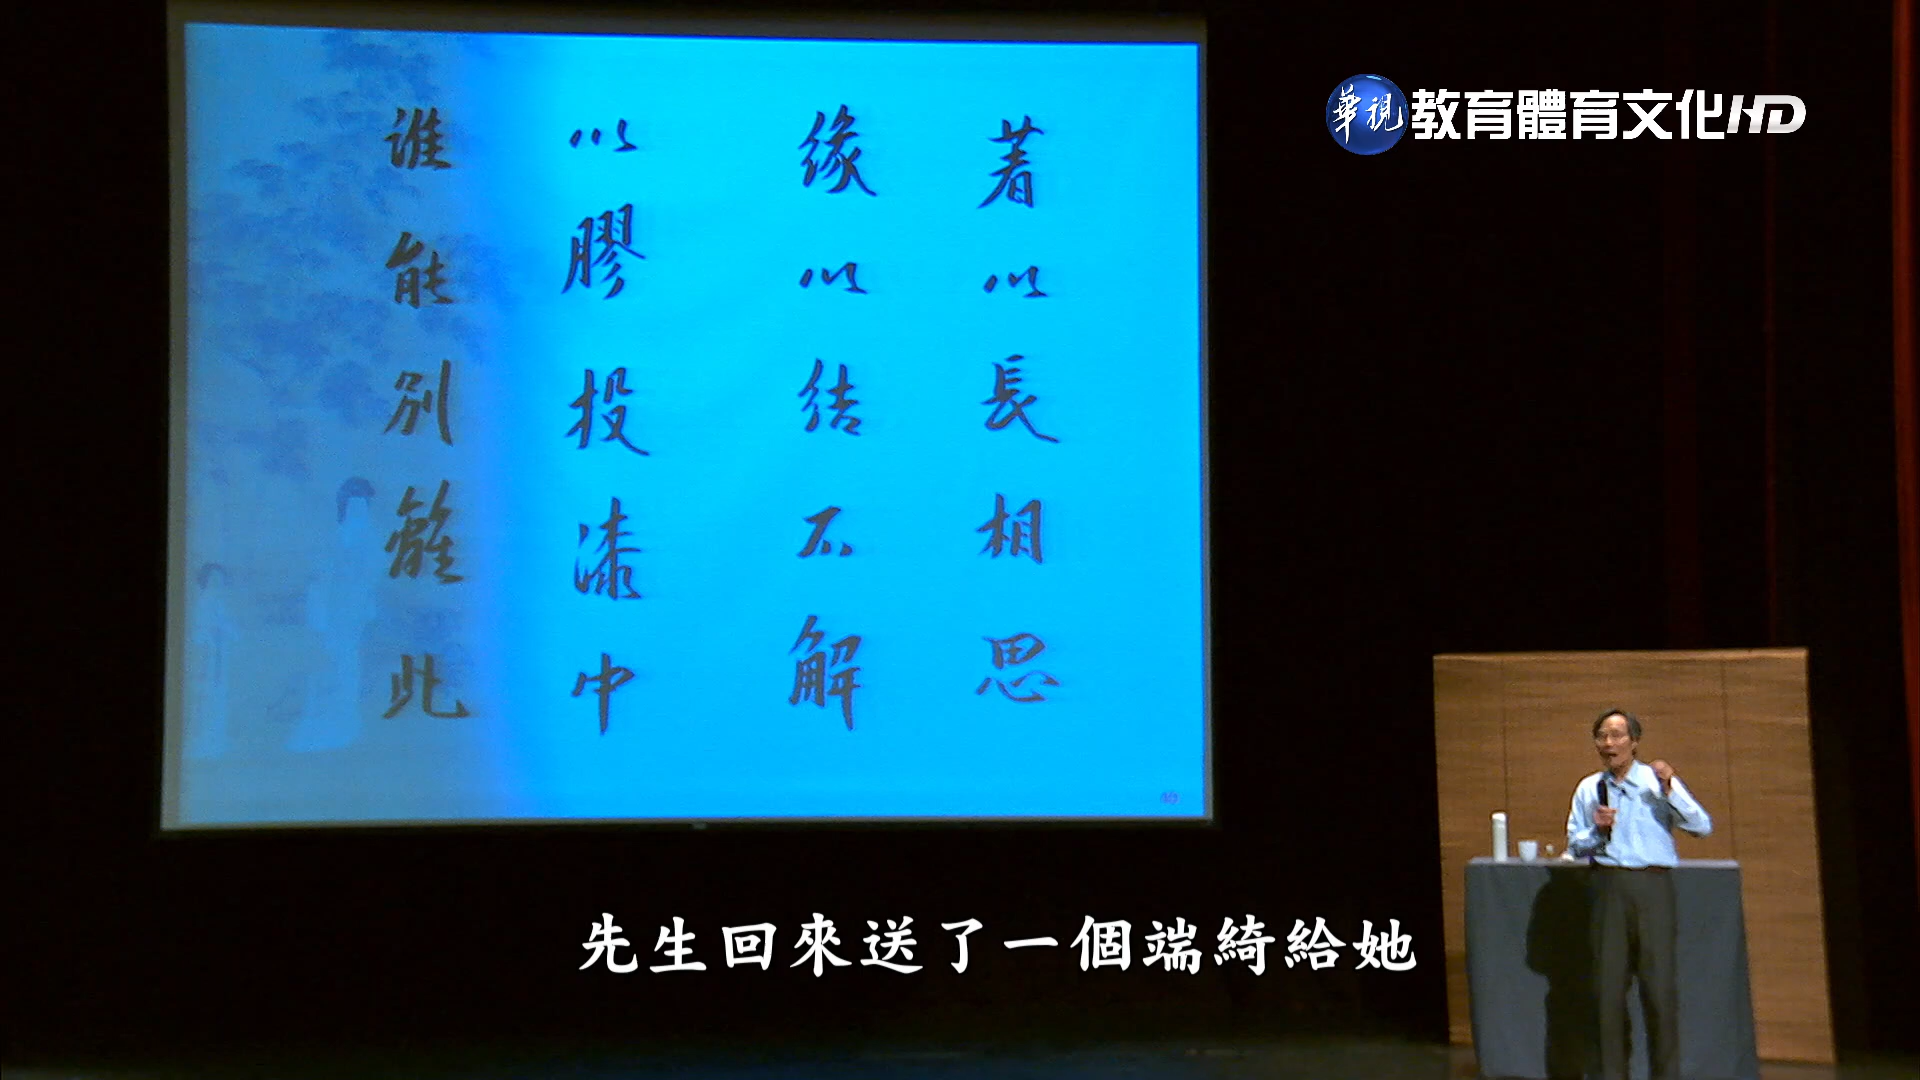 華視 教育體育文化HD
著以長相思
緣以結不解
以膠投漆中
誰能別離此
40
先生回來送了一個端綺給她